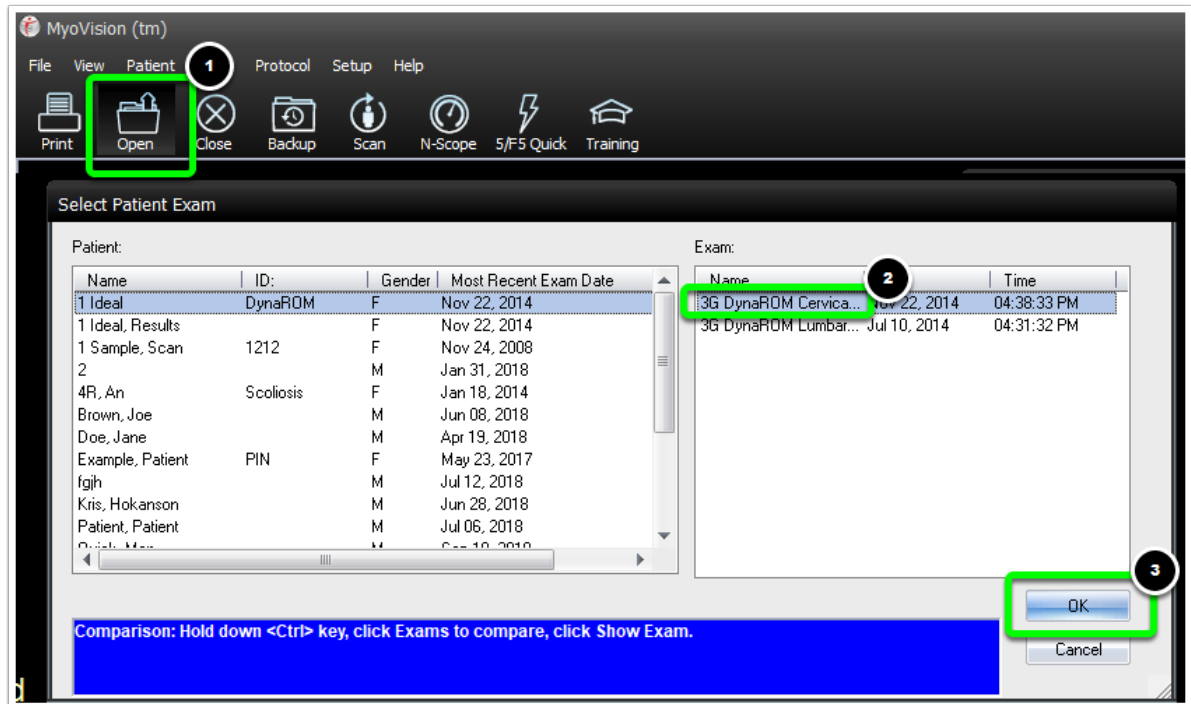 MyoVision (tm)
File View Patient 1 Protocol Setup Help
Print Open Close Backup Scan N-Scope 5/F5 Quick Training
Select Patient Exam
Patient: Exam:
Name ID: Gender Most Recent Exam Date Name 2 Time
1 Ideal DynaROM F Nov 22, 2014 3G DynaROM Cervica... Nov 22, 2014 04:38:33 PM
1 Ideal, Results F Nov 22, 2014 3G DynaROM Lumbar... Jul 10, 2014 04:31:32 PM
1 Sample, Scan 1212 F Nov 24, 2008
2 M Jan 31, 2018
4R, An Scoliosis F Jan 18, 2014
Brown, Joe M Jun 08, 2018
Doe, Jane M Apr 19, 2018
Example, Patient PIN F May 23, 2017
fgjh M Jul 12, 2018
Kris, Hokanson M Jun 28, 2018
Patient, Patient M Jul 06, 2018
3
OK
Comparison: Hold down <Ctrl> key, click Exams to compare, click Show Exam.
Cancel